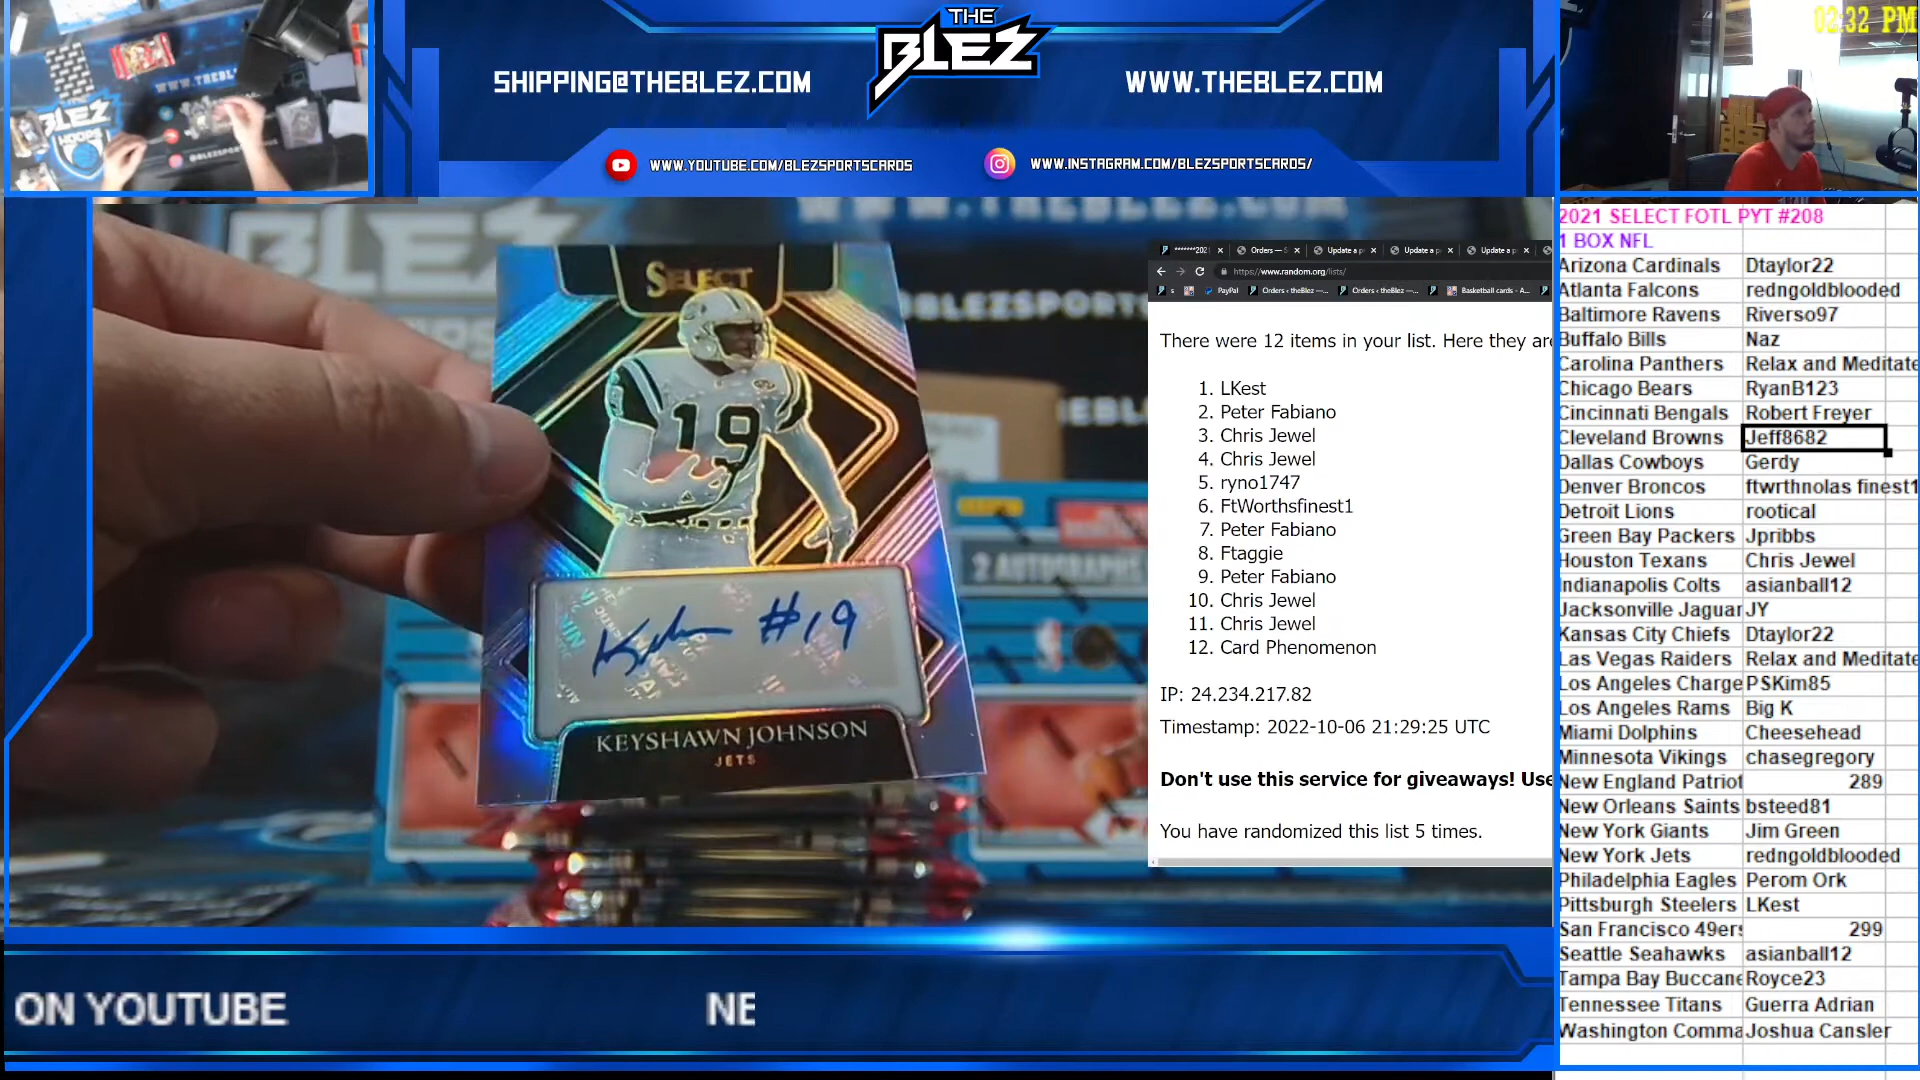 THE
BLEZ
SHIPPING@THEBLEZ.COM
WWW.THEBLEZ.COM
WWW.YOUTUBE.COM/BLEZSPORTSCARDS
WWW.INSTAGRAM.COM/BLEZSPORTSCARDS/
02:32 PM
SELECT
19
Keyshawn #19
KEYSHAWN JOHNSON
JETS
2 AUTOGRAPHS
https://www.random.org/lists/
PayPal
There were 12 items in your list. Here they are
1. LKest
2. Peter Fabiano
3. Chris Jewel
4. Chris Jewel
5. ryno1747
6. FtWorthsfinest1
7. Peter Fabiano
8. Ftaggie
9. Peter Fabiano
10. Chris Jewel
11. Chris Jewel
12. Card Phenomenon
IP: 24.234.217.82
Timestamp: 2022-10-06 21:29:25 UTC
Don't use this service for giveaways! Use
You have randomized this list 5 times.
2021 SELECT FOTL PYT #208
1 BOX NFL
Arizona Cardinals Dtaylor22
Atlanta Falcons redngoldblooded
Baltimore Ravens Riverso97
Buffalo Bills Naz
Carolina Panthers Relax and Meditate
Chicago Bears RyanB123
Cincinnati Bengals Robert Freyer
Cleveland Browns Jeff8682
Dallas Cowboys Gerdy
Denver Broncos ftwrthnolas finest1
Detroit Lions rootical
Green Bay Packers Jpribbs
Houston Texans Chris Jewel
Indianapolis Colts asianball12
Jacksonville Jaguar JY
Kansas City Chiefs Dtaylor22
Las Vegas Raiders Relax and Meditate
Los Angeles Charge PSKim85
Los Angeles Rams Big K
Miami Dolphins Cheesehead
Minnesota Vikings chasegregory
New England Patriot 289
New Orleans Saints bsteed81
New York Giants Jim Green
New York Jets redngoldblooded
Philadelphia Eagles Perom Ork
Pittsburgh Steelers LKest
San Francisco 49ers 299
Seattle Seahawks asianball12
Tampa Bay Buccane Royce23
Tennessee Titans Guerra Adrian
Washington Comma Joshua Cansler
ON YOUTUBE
NE